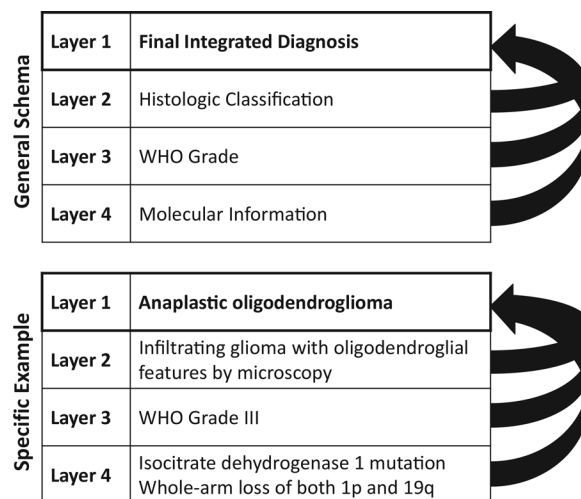 General Schema
Layer 1 Final Integrated Diagnosis
Layer 2 Histologic Classification
Layer 3 WHO Grade
Layer 4 Molecular Information
Specific Example
Layer 1 Anaplastic oligodendroglioma
Layer 2 Infiltrating glioma with oligodendroglial
features by microscopy
Layer 3 WHO Grade III
Layer 4 Isocitrate dehydrogenase 1 mutation
Whole-arm loss of both 1p and 19q